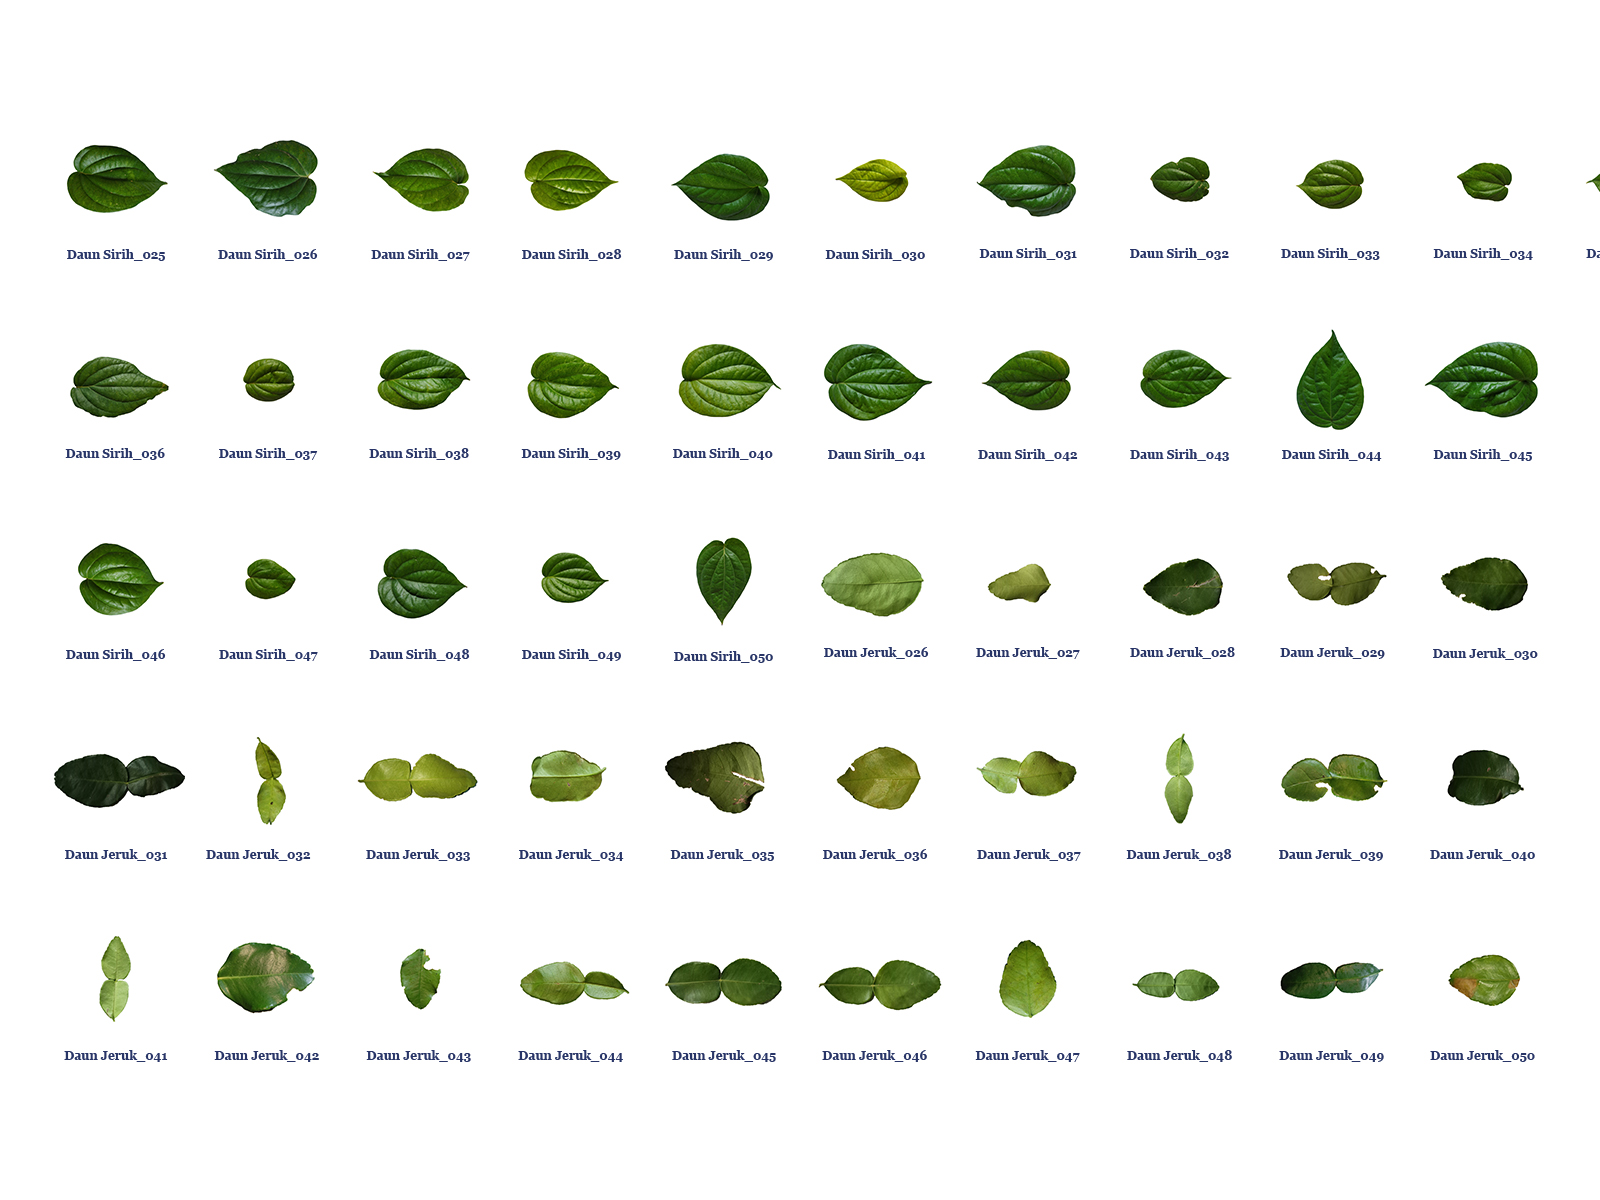 Daun Sirih_025 Daun Sirih_026 Daun Sirih_027 Daun Sirih_028 Daun Sirih_029 Daun Sirih_030 Daun Sirih_031 Daun Sirih_032 Daun Sirih_033 Daun Sirih_034
Daun Sirih_036 Daun Sirih_037 Daun Sirih_038 Daun Sirih_039 Daun Sirih_040 Daun Sirih_041 Daun Sirih_042 Daun Sirih_043 Daun Sirih_044 Daun Sirih_045
Daun Sirih_046 Daun Sirih_047 Daun Sirih_048 Daun Sirih_049 Daun Sirih_050 Daun Jeruk_026 Daun Jeruk_027 Daun Jeruk_028 Daun Jeruk_029 Daun Jeruk_030
Daun Jeruk_031 Daun Jeruk_032 Daun Jeruk_033 Daun Jeruk_034 Daun Jeruk_035 Daun Jeruk_036 Daun Jeruk_037 Daun Jeruk_038 Daun Jeruk_039 Daun Jeruk_040
Daun Jeruk_041 Daun Jeruk_042 Daun Jeruk_043 Daun Jeruk_044 Daun Jeruk_045 Daun Jeruk_046 Daun Jeruk_047 Daun Jeruk_048 Daun Jeruk_049 Daun Jeruk_050